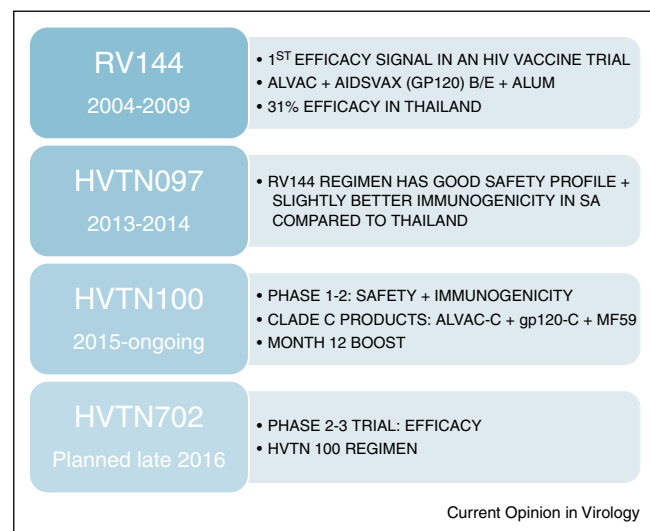 RV144
2004-2009
• 1ST EFFICACY SIGNAL IN AN HIV VACCINE TRIAL
• ALVAC + AIDSVAX (GP120) B/E + ALUM
• 31% EFFICACY IN THAILAND
HVTN097
2013-2014
• RV144 REGIMEN HAS GOOD SAFETY PROFILE +
SLIGHTLY BETTER IMMUNOGENICITY IN SA
COMPARED TO THAILAND
HVTN100
2015-ongoing
• PHASE 1-2: SAFETY + IMMUNOGENICITY
• CLADE C PRODUCTS: ALVAC-C + gp120-C + MF59
• MONTH 12 BOOST
HVTN702
Planned late 2016
• PHASE 2-3 TRIAL: EFFICACY
• HVTN 100 REGIMEN
Current Opinion in Virology